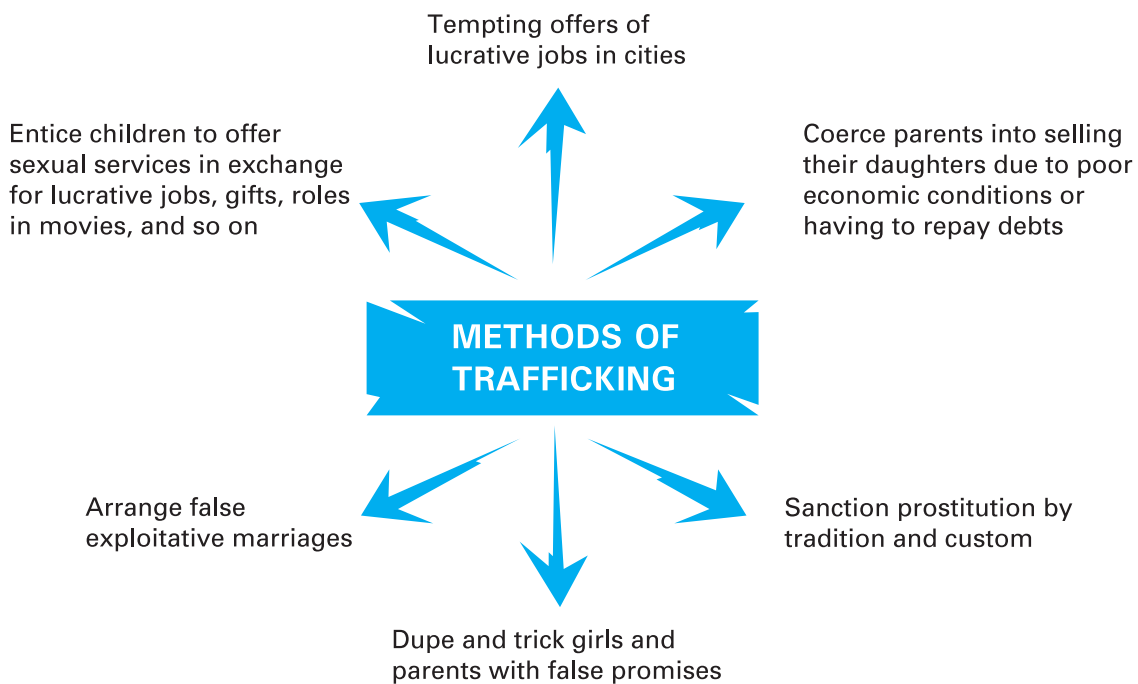 Tempting offers of
lucrative jobs in cities
Entice children to offer
sexual services in exchange
for lucrative jobs, gifts, roles
in movies, and so on
Coerce parents into selling
their daughters due to poor
economic conditions or
having to repay debts
METHODS OF
TRAFFICKING
Arrange false
exploitative marriages
Sanction prostitution by
tradition and custom
Dupe and trick girls and
parents with false promises